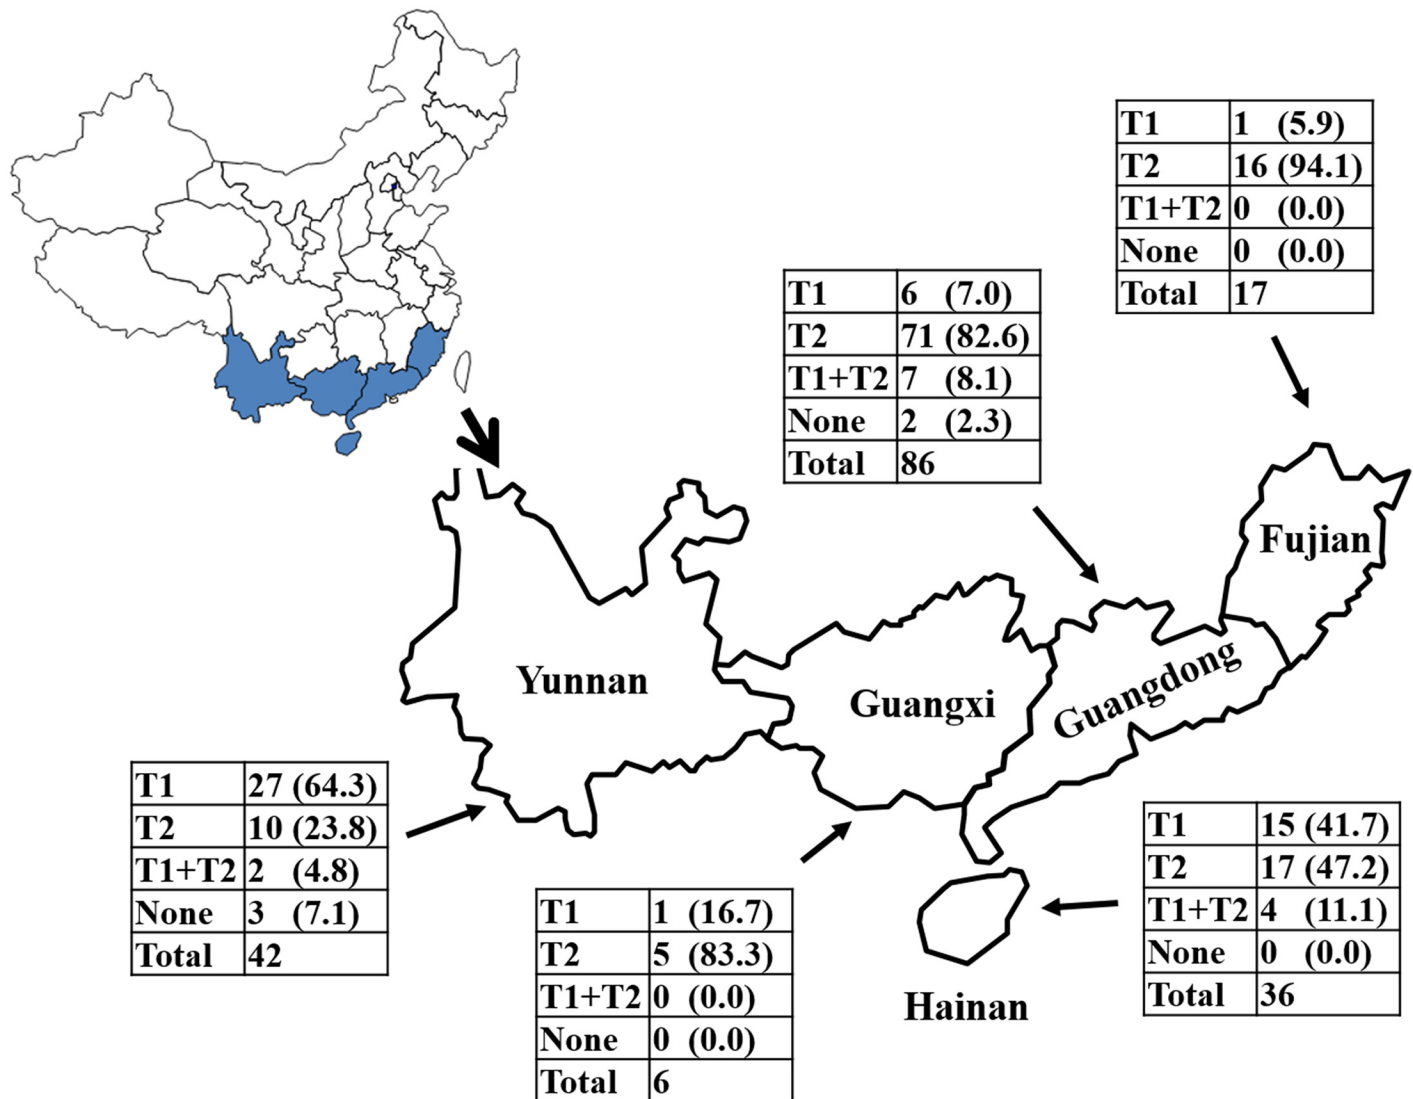 T1 1 (5.9)
T2 16 (94.1)
T1+T2 0 (0.0)
None 0 (0.0)
Total 17
T1 6 (7.0)
T2 71 (82.6)
T1+T2 7 (8.1)
None 2 (2.3)
Total 86
Fujian
Yunnan
Guangxi
Guangdong
T1 27 (64.3)
T2 10 (23.8)
T1+T2 2 (4.8)
None 3 (7.1)
Total 42
T1 15 (41.7)
T2 17 (47.2)
T1+T2 4 (11.1)
None 0 (0.0)
Total 36
T1 1 (16.7)
T2 5 (83.3)
T1+T2 0 (0.0)
None 0 (0.0)
Total 6
Hainan